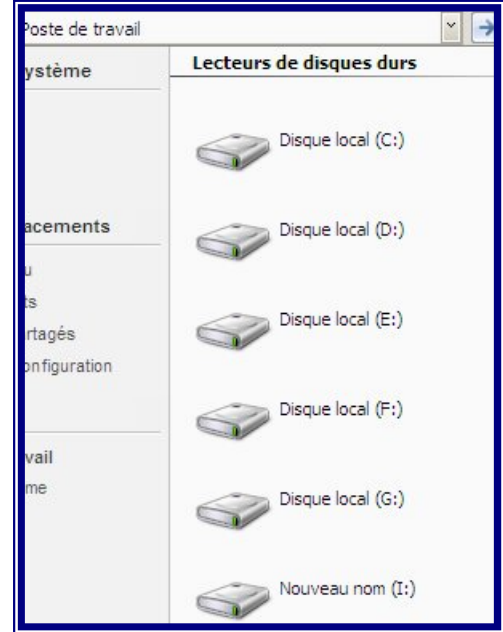 Poste de travail
ystème
Lecteurs de disques durs
Disque local (C:)
Disque local (D:)
acements
u
ts
Disque local (E:)
rtagés
onfiguration
Disque local (F:)
vail
me
Disque local (G:)
Nouveau nom (I:)